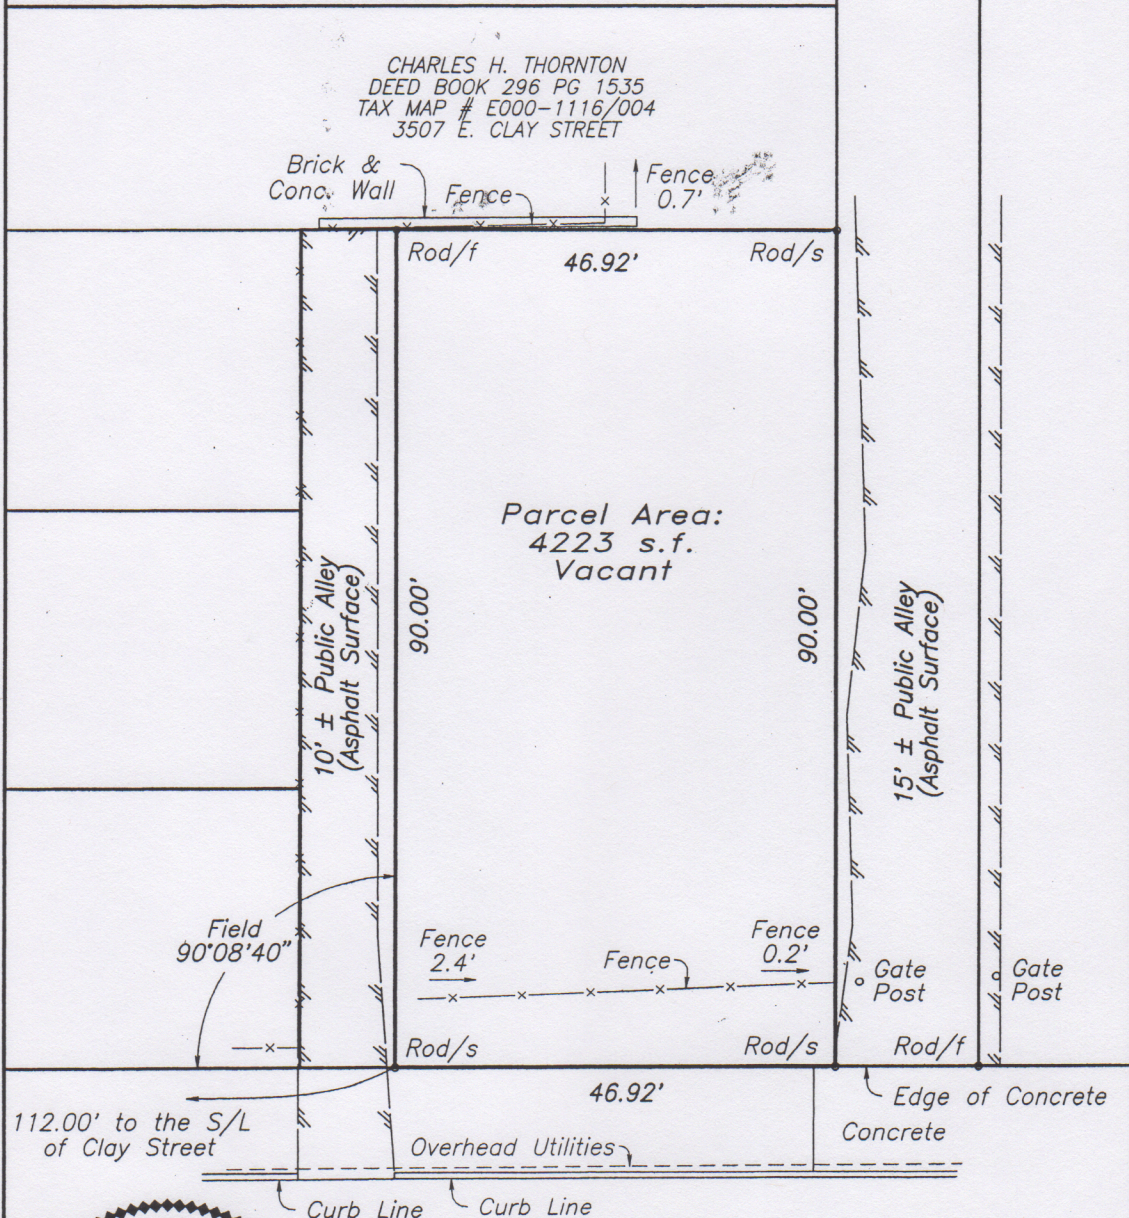 CHARLES H. THORNTON
DEED BOOK 296 PG 1535
TAX MAP # E000-1116/004
3507 E. CLAY STREET
Brick &
Conc. Wall
Fence
Fence
0.7'
Rod/f
46.92'
Rod/s
Parcel Area:
4223 s.f.
Vacant
10' ± Public Alley
(Asphalt Surface)
90.00'
90.00'
15' ± Public Alley
(Asphalt Surface)
Field
90°08'40"
Fence
2.4'
Fence
Fence
0.2'
Gate
Post
Gate
Post
Rod/s
Rod/s
Rod/f
46.92'
Edge of Concrete
112.00' to the S/L
of Clay Street
Concrete
Overhead Utilities
Curb Line
Curb Line